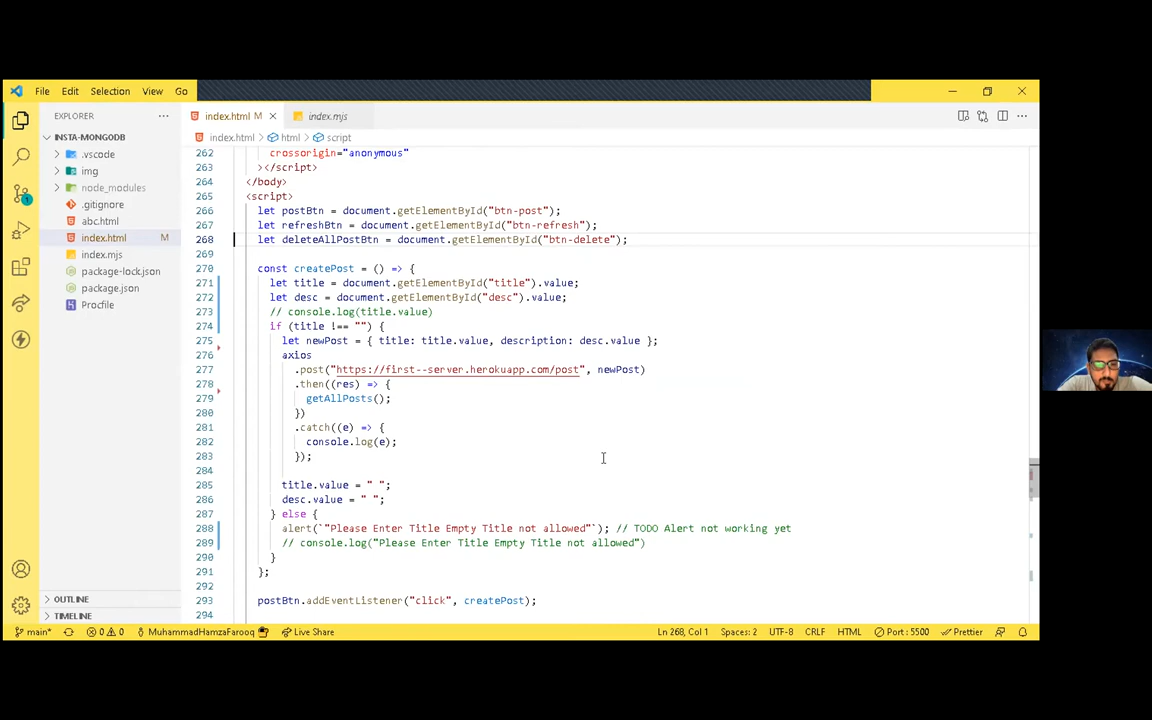 File Edit Selection View Go
EXPLORER
index.html M
index.mjs
INSTA-MONGODB
index.html > html > script
.vscode
img
node_modules
.gitignore
abc.html
index.html M
index.mjs
package-lock.json
package.json
Procfile
OUTLINE
TIMELINE
262 crossorigin="anonymous"
263 ></script>
264 </body>
265 <script>
266 let postBtn = document.getElementById("btn-post");
267 let refreshBtn = document.getElementById("btn-refresh");
268 let deleteAllPostBtn = document.getElementById("btn-delete");
269
270 const createPost = () => {
271 let title = document.getElementById("title").value;
272 let desc = document.getElementById("desc").value;
273 // console.log(title.value)
274 if (title !== "") {
275 let newPost = { title: title.value, description: desc.value };
276 axios
277 .post("https://first--server.herokuapp.com/post", newPost)
278 .then((res) => {
279 getAllPosts();
280 })
281 .catch((e) => {
282 console.log(e);
283 });
284
285 title.value = " ";
286 desc.value = " ";
287 } else {
288 alert(`"Please Enter Title Empty Title not allowed"`); // TODO Alert not working yet
289 // console.log("Please Enter Title Empty Title not allowed")
290 }
291 };
292
293 postBtn.addEventListener("click", createPost);
294
main* 0 0 MuhammadHamzaFarooq Live Share Ln 268, Col 1 Spaces: 2 UTF-8 CRLF HTML Port : 5500 Prettier